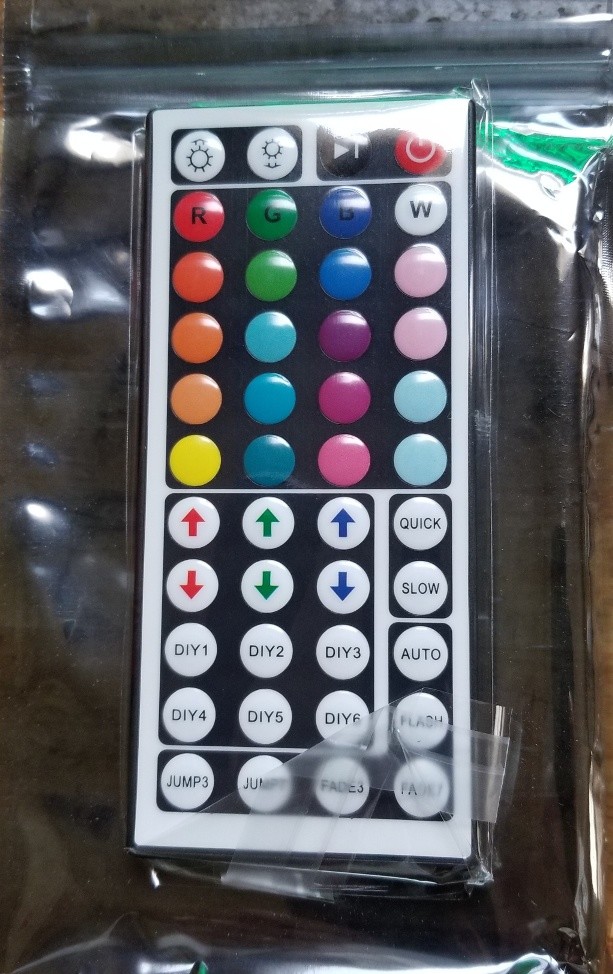 R G B W
QUICK
SLOW
DIY1 DIY2 DIY3 AUTO
DIY4 DIY5 DIY6 FLASH
JUMP3 FADE3